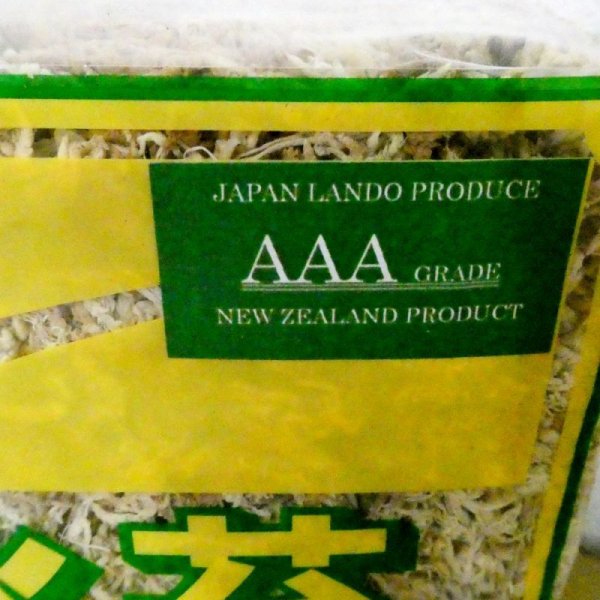 JAPAN LANDO PRODUCE
AAA GRADE
NEW ZEALAND PRODUCT